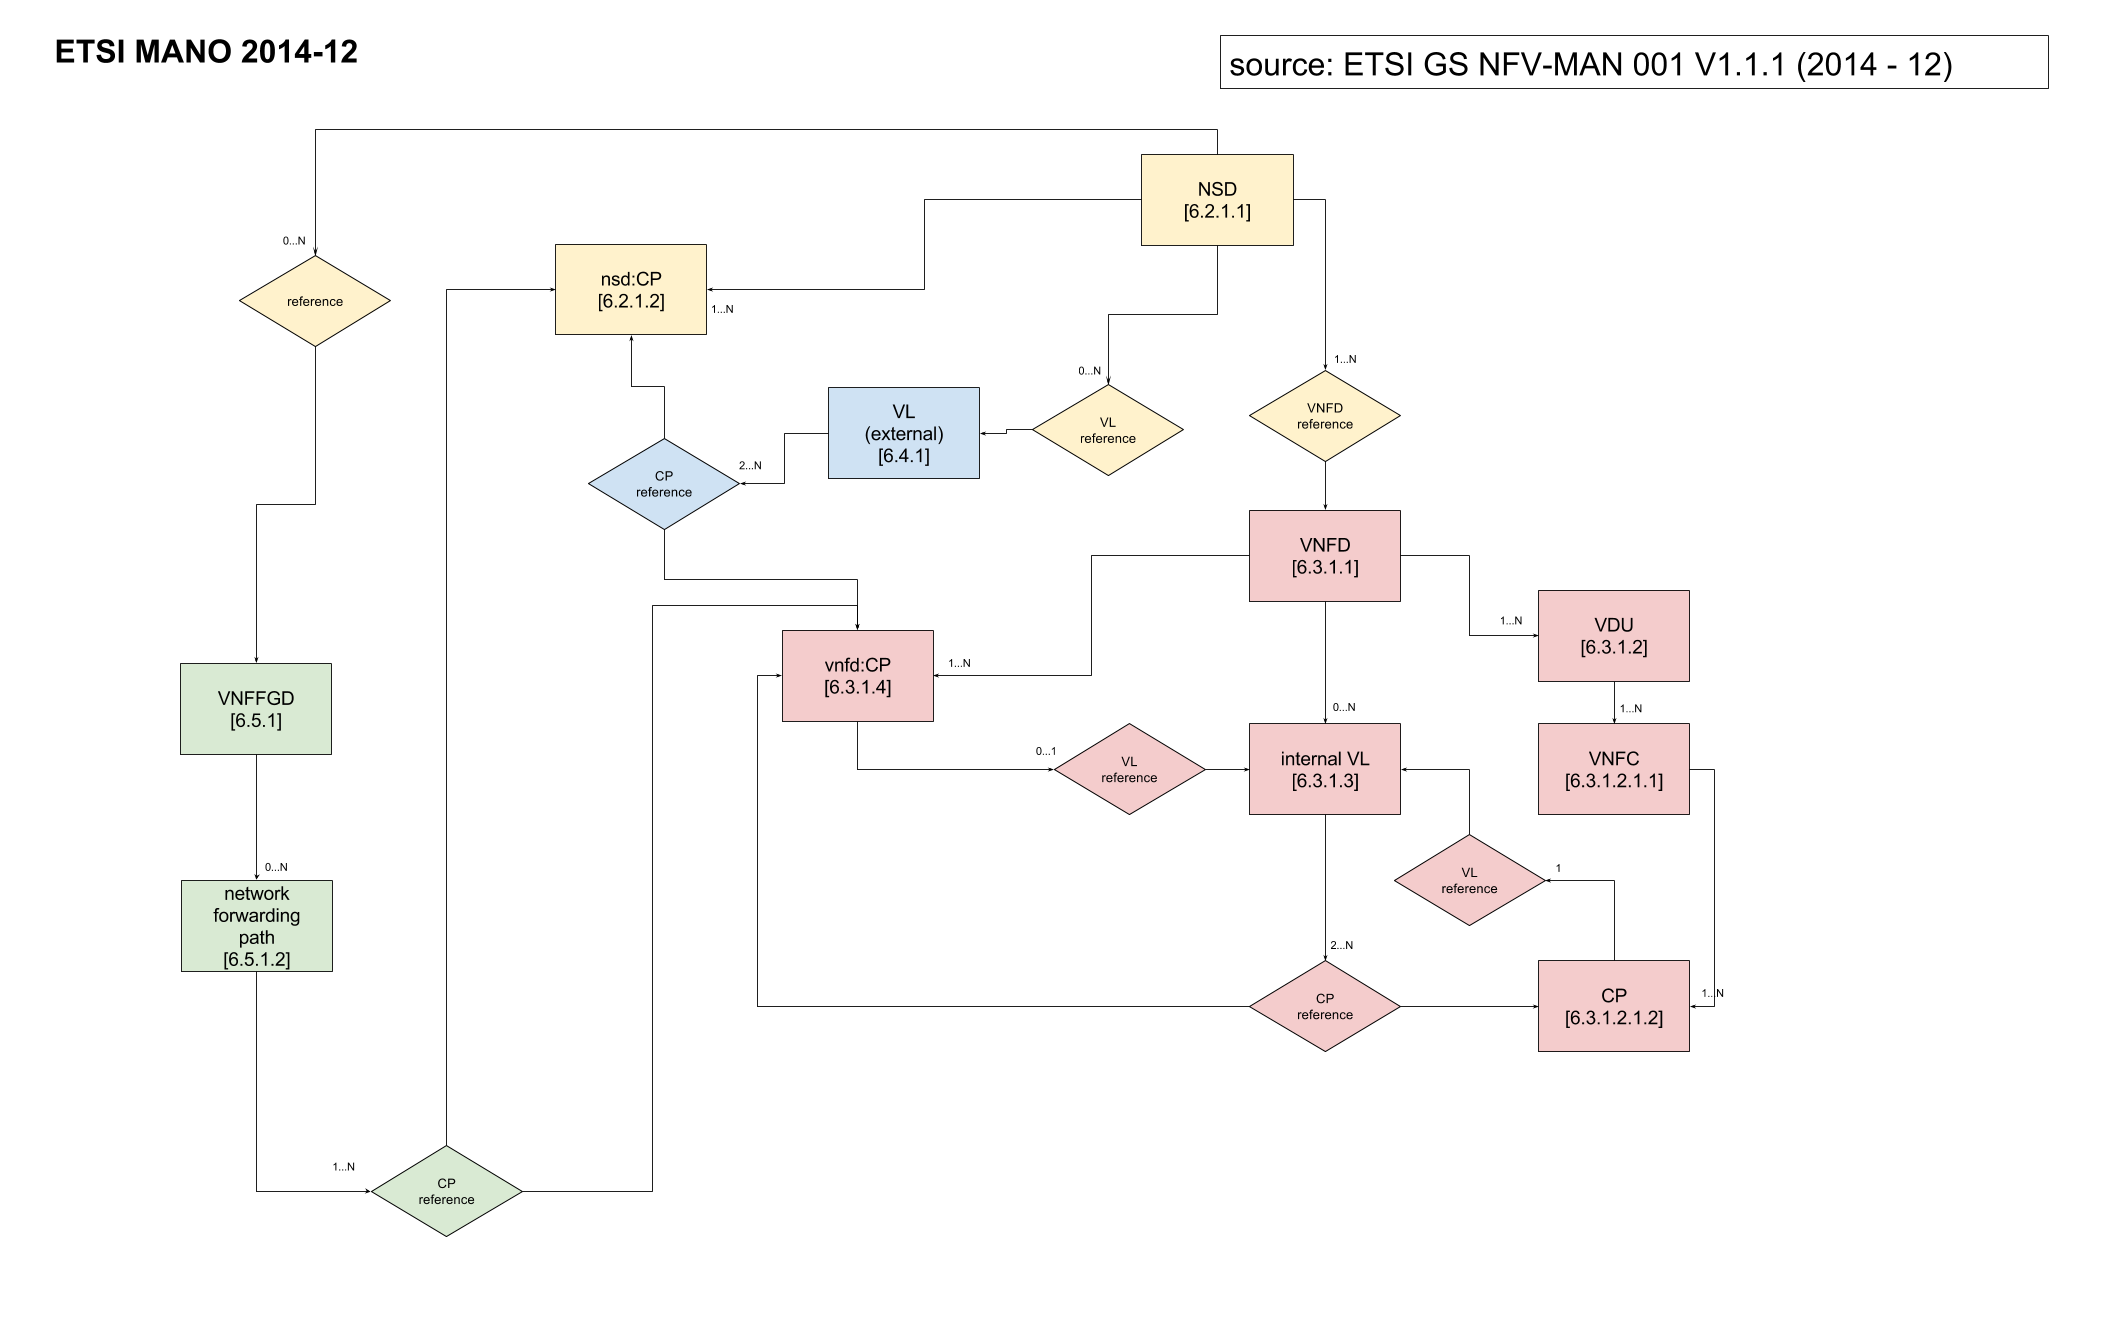 ETSI MANO 2014-12
source: ETSI GS NFV-MAN 001 V1.1.1 (2014 - 12)
NSD
[6.2.1.1]
0...N
reference
nsd:CP
[6.2.1.2]
1...N
1...N
0...N
VL
(external)
[6.4.1]
VL
reference
VNFD
reference
2...N
CP
reference
VNFD
[6.3.1.1]
1...N
VDU
[6.3.1.2]
vnfd:CP
[6.3.1.4]
1...N
VNFFGD
[6.5.1]
0...N
1...N
0...1
VL
reference
internal VL
[6.3.1.3]
VNFC
[6.3.1.2.1.1]
0...N
network
forwarding
path
[6.5.1.2]
VL
reference
1
2...N
CP
reference
CP
[6.3.1.2.1.2]
1...N
1...N
CP
reference